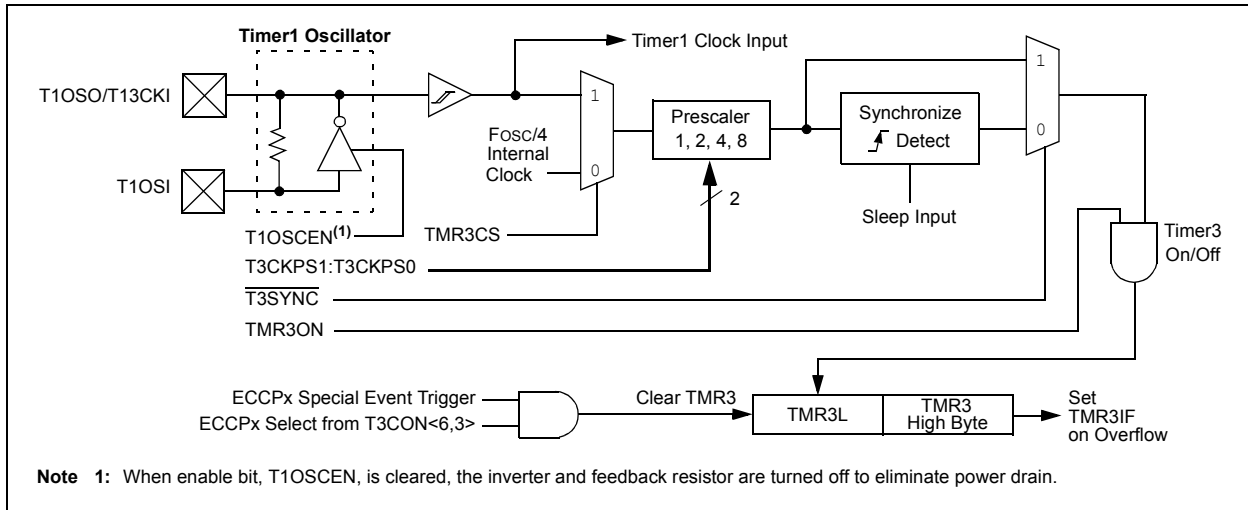 Timer1 Oscillator
Timer1 Clock Input
T1OSO/T13CKI
1
FOSC/4
Internal
Clock
0
Prescaler
1, 2, 4, 8
Synchronize
Detect
1
0
T1OSI
2
Sleep Input
T1OSCEN(1)
TMR3CS
Timer3
On/Off
T3CKPS1:T3CKPS0
T3SYNC
TMR3ON
ECCPx Special Event Trigger
ECCPx Select from T3CON<6,3>
Clear TMR3
TMR3L
TMR3
High Byte
Set
TMR3IF
on Overflow
Note 1: When enable bit, T1OSCEN, is cleared, the inverter and feedback resistor are turned off to eliminate power drain.